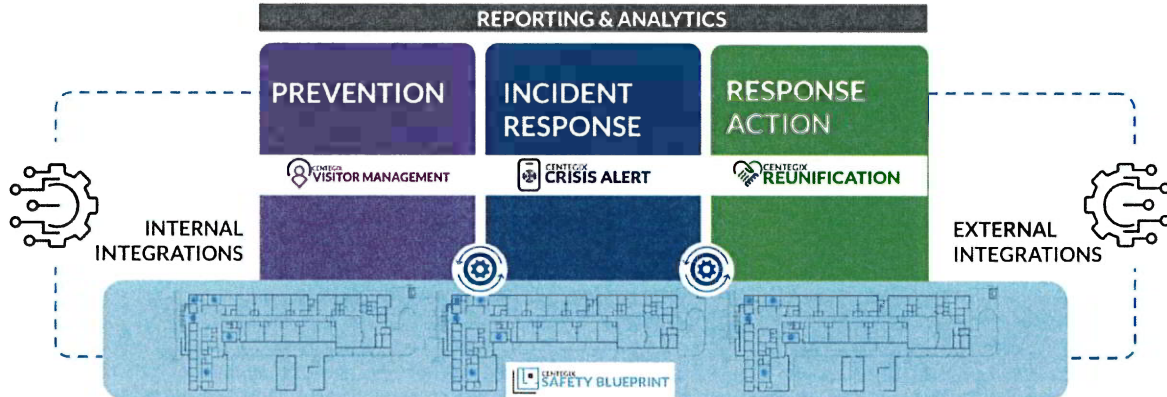 REPORTING & ANALYTICS
PREVENTION
CENTEGIX
VISITOR MANAGEMENT
INCIDENT
RESPONSE
CENTEGIX
CRISIS ALERT
RESPONSE
ACTION
CENTEGIX
REUNIFICATION
INTERNAL
INTEGRATIONS
EXTERNAL
INTEGRATIONS
CENTEGIX
SAFETY BLUEPRINT